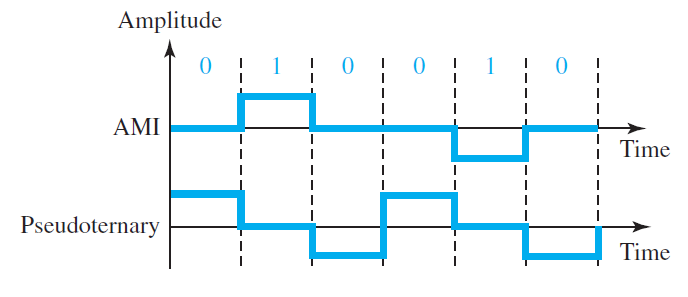 Amplitude
0 1 0 0 1 0
AMI
Time
Pseudoternary
Time